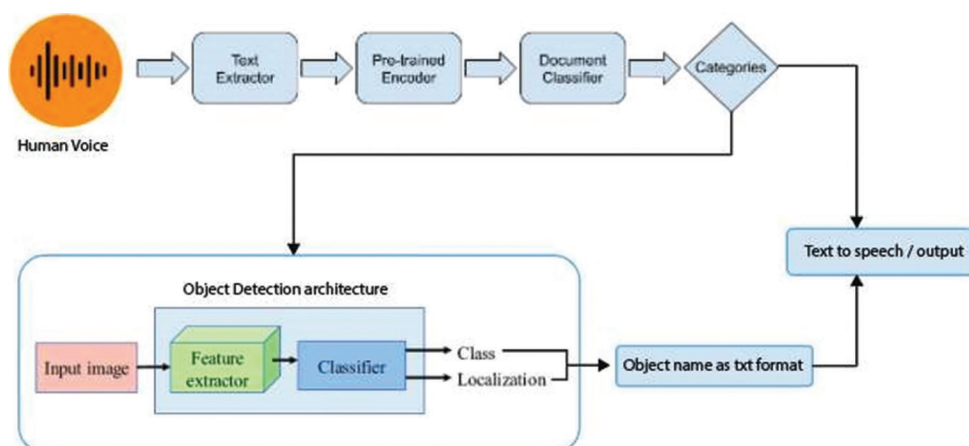 Human Voice
Text
Extractor
Pre-trained
Encoder
Document
Classifier
Categories
Text to speech / output
Object Detection architecture
Input image
Feature
extractor
Classifier
Class
Localization
Object name as txt format